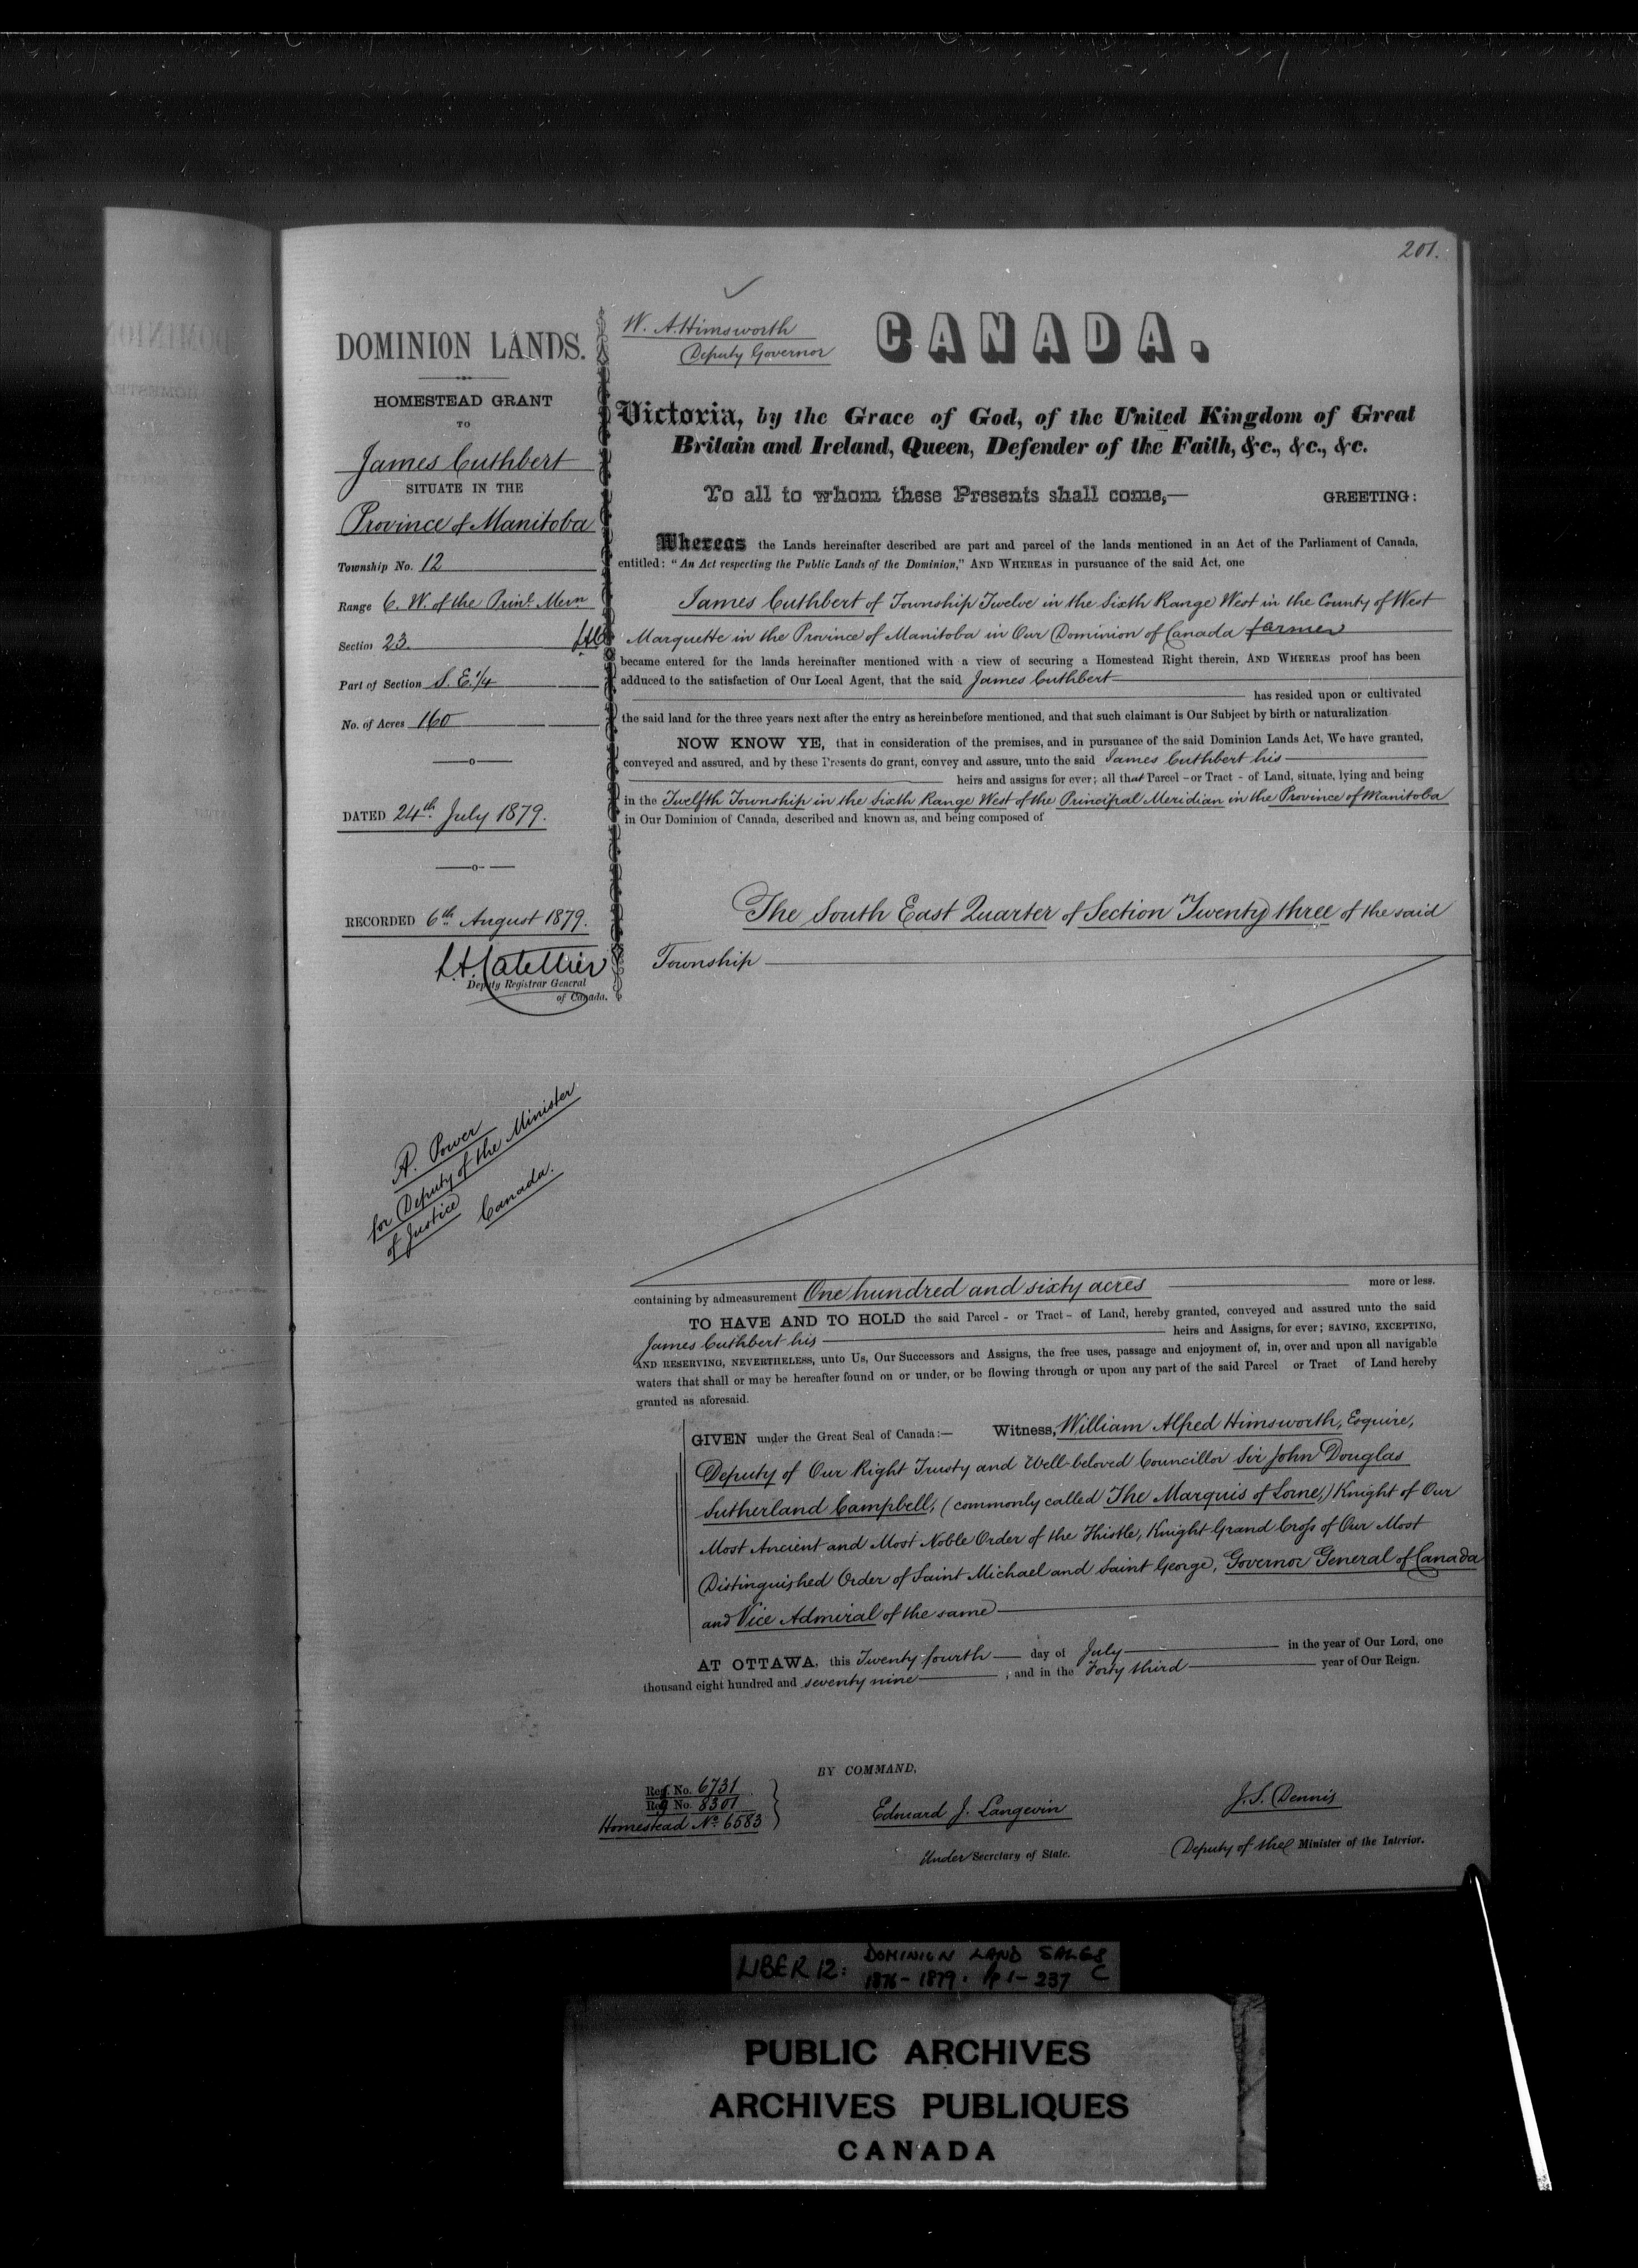 201.
DOMINION LANDS.
HOMESTEAD GRANT
TO
James Cuthbert
SITUATE IN THE
Province of Manitoba
Township No. 12
Range 6. W. of the Prinl. Mern
Section 23.
Part of Section S. E. 1/4
No. of Acres 160
DATED 24th July 1879.
RECORDED 6th August 1879.
L.A. Catellier
Deputy Registrar General
of Canada.
A. Power
for Deputy of the Minister
of Justice
Canada.
W. A. Himsworth
Deputy Governor
CANADA.
Victoria, by the Grace of God, of the United Kingdom of Great
Britain and Ireland, Queen, Defender of the Faith, &c., &c., &c.
To all to whom these Presents shall come,— GREETING:
Whereas the Lands hereinafter described are part and parcel of the lands mentioned in an Act of the Parliament of Canada,
entitled: "An Act respecting the Public Lands of the Dominion," AND WHEREAS in pursuance of the said Act, one
James Cuthbert of Township Twelve in the Sixth Range West in the County of West
Marquette in the Province of Manitoba in Our Dominion of Canada farmer
became entered for the lands hereinafter mentioned with a view of securing a Homestead Right therein, AND WHEREAS proof has been
adduced to the satisfaction of Our Local Agent, that the said James Cuthbert
has resided upon or cultivated
the said land for the three years next after the entry as hereinbefore mentioned, and that such claimant is Our Subject by birth or naturalization
NOW KNOW YE, that in consideration of the premises, and in pursuance of the said Dominion Lands Act, We have granted,
conveyed and assured, and by these Presents do grant, convey and assure, unto the said James Cuthbert his
heirs and assigns for ever; all that Parcel - or Tract - of Land, situate, lying and being
in the Twelfth Township in the Sixth Range West of the Principal Meridian in the Province of Manitoba
in Our Dominion of Canada, described and known as, and being composed of
The South East Quarter of Section Twenty three of the said
Township
containing by admeasurement One hundred and sixty acres more or less.
TO HAVE AND TO HOLD the said Parcel - or Tract - of Land, hereby granted, conveyed and assured unto the said
James Cuthbert his heirs and Assigns, for ever; SAVING, EXCEPTING,
AND RESERVING, NEVERTHELESS, unto Us, Our Successors and Assigns, the free uses, passage and enjoyment of, in, over and upon all navigable
waters that shall or may be hereafter found on or under, or be flowing through or upon any part of the said Parcel or Tract of Land hereby
granted as aforesaid.
GIVEN under the Great Seal of Canada:— Witness, William Alfred Himsworth, Esquire,
Deputy of Our Right Trusty and Well-beloved Councillor Sir John Douglas
Sutherland Campbell, (commonly called The Marquis of Lorne,) Knight of Our
Most Ancient and Most Noble Order of the Thistle, Knight Grand Cross of Our Most
Distinguished Order of Saint Michael and Saint George, Governor General of Canada
and Vice Admiral of the same
AT OTTAWA, this Twenty fourth day of July in the year of Our Lord, one
thousand eight hundred and seventy nine, and in the Forty third year of Our Reign.
BY COMMAND,
Ref. No. 6731
Reg No. 8301
Homestead No. 6583
Edouard J. Langevin
Under Secretary of State.
J. S. Dennis
Deputy of the Minister of the Interior.
LIBER 12: DOMINION LAND SALES
1876-1879. pp 1-237 C
PUBLIC ARCHIVES
ARCHIVES PUBLIQUES
CANADA